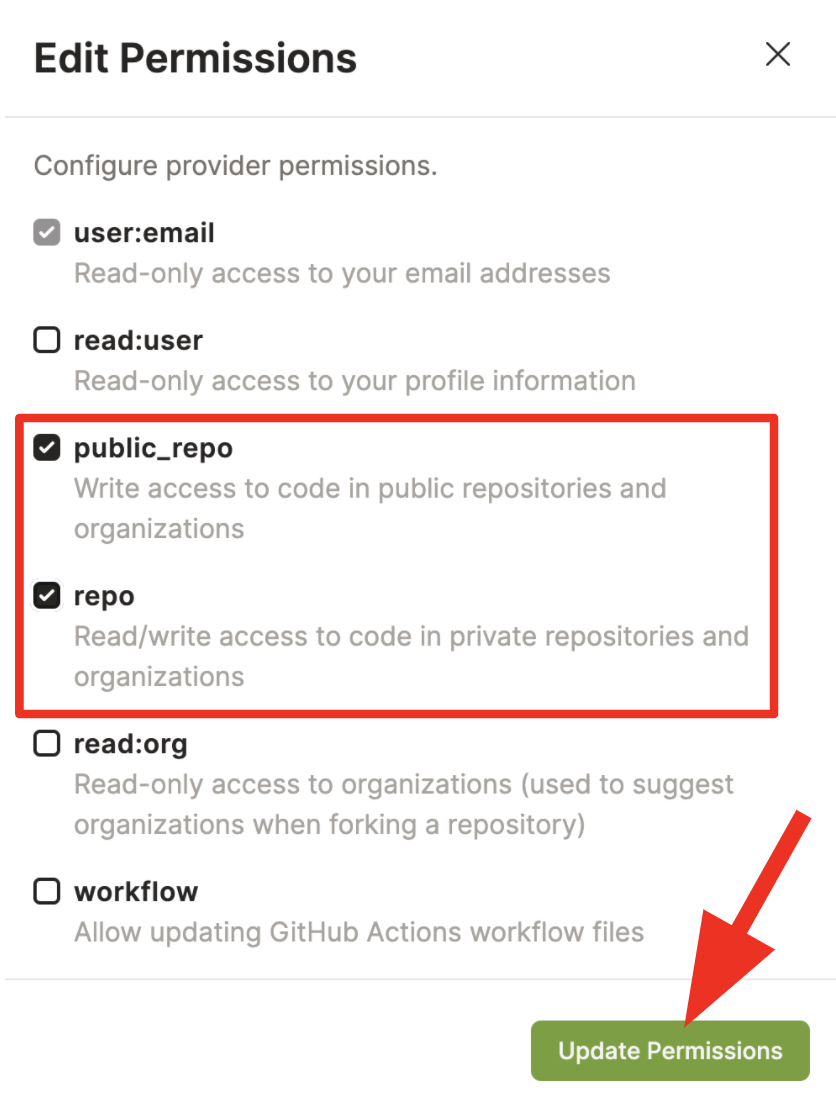 Edit Permissions
Configure provider permissions.
user:email
Read-only access to your email addresses
read:user
Read-only access to your profile information
public_repo
Write access to code in public repositories and
organizations
repo
Read/write access to code in private repositories and
organizations
read:org
Read-only access to organizations (used to suggest
organizations when forking a repository)
workflow
Allow updating GitHub Actions workflow files
Update Permissions